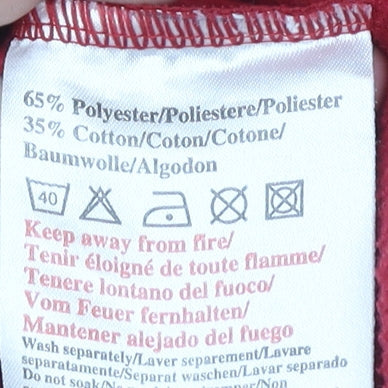 65% Polyester/Poliestere/Poliester
35% Cotton/Coton/Cotone/
Baumwolle/Algodon
40
Keep away from fire/
Tenir éloigné de toute flamme/
Tenere lontano del fuoco/
Vom Feuer fernhalten/
Mantener alejado del fuego
Wash separately/Laver separement/Lavare
separatamente/Separat waschen/Lavar separado
Do not soak/